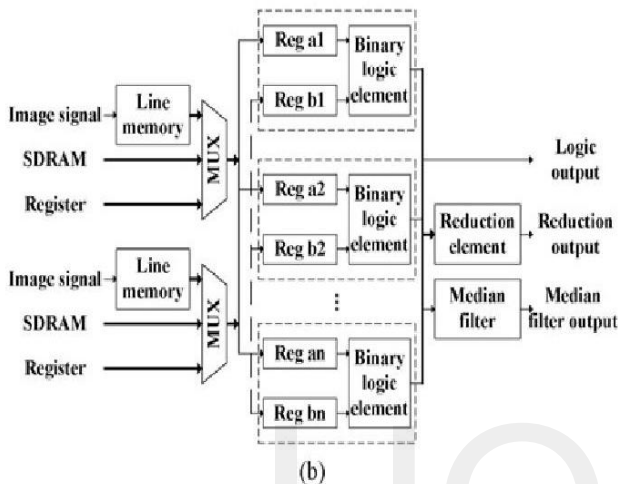 Image signal
Line
memory
SDRAM
Register
MUX
Image signal
Line
memory
SDRAM
Register
MUX
Reg a1
Reg b1
Binary
logic
element
Reg a2
Reg b2
Binary
logic
element
...
Reg an
Reg bn
Binary
logic
element
Logic
output
Reduction
element
Reduction
output
Median
filter
Median
filter output
(b)